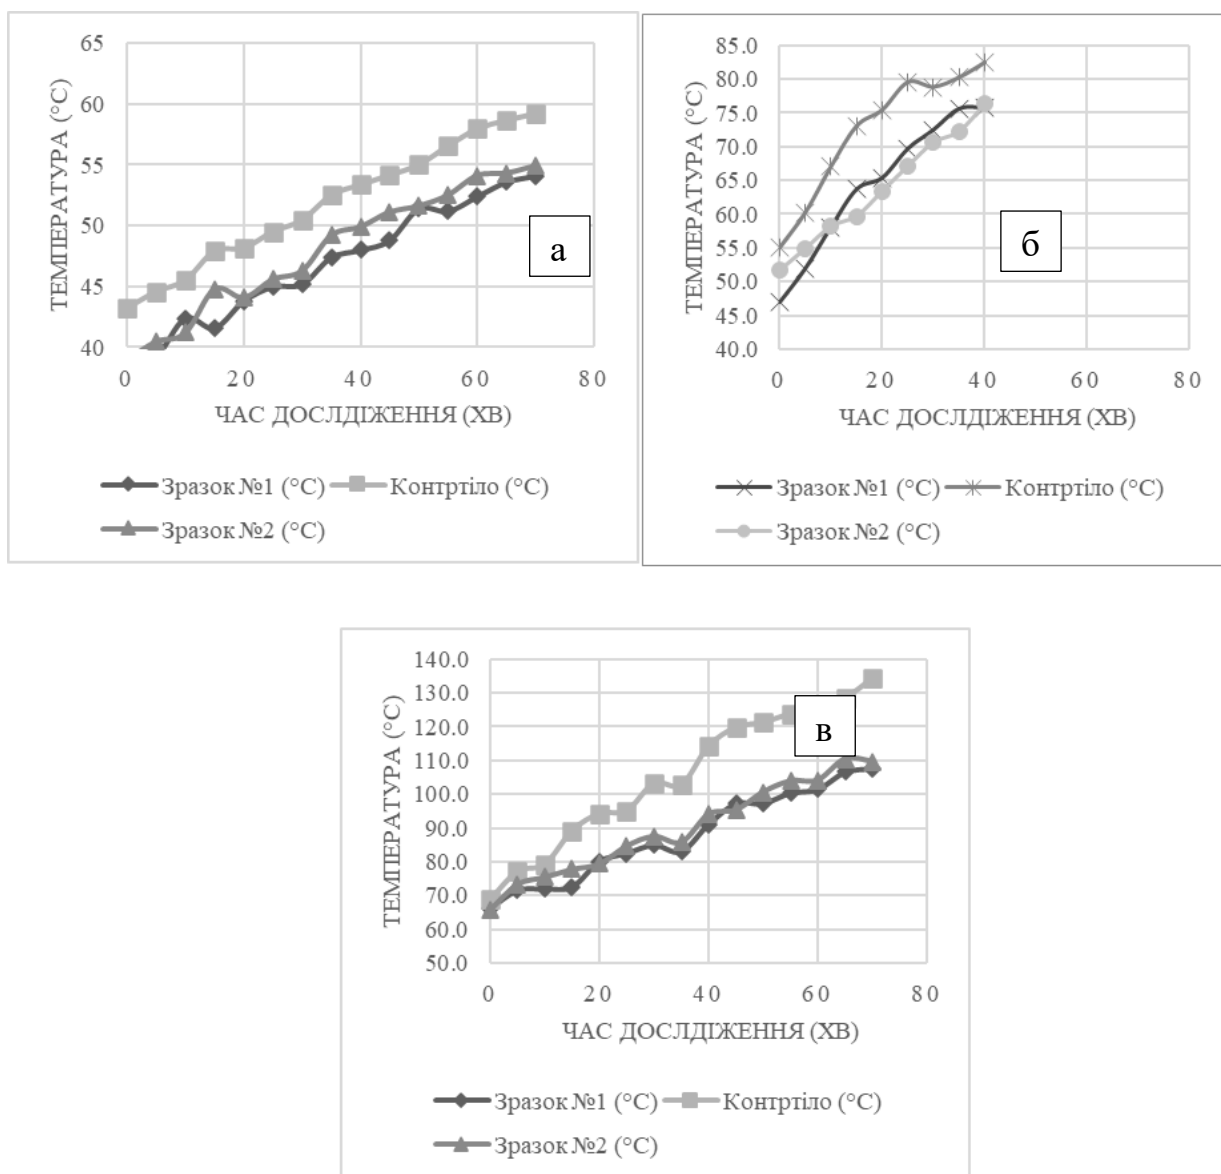 65
60
55
50
45
40
0 20 40 60 80
ТЕМПЕРАТУРА (°C)
ЧАС ДОСЛДІЖЕННЯ (ХВ)
а
Зразок №1 (°C) Контртіло (°C)
Зразок №2 (°C)
85.0
80.0
75.0
70.0
65.0
60.0
55.0
50.0
45.0
40.0
0 20 40 60 80
ТЕМПЕРАТУРА (°C)
ЧАС ДОСЛДІЖЕННЯ (ХВ)
б
Зразок №1 (°C) Контртіло (°C)
Зразок №2 (°C)
140.0
130.0
120.0
110.0
100.0
90.0
80.0
70.0
60.0
50.0
0 20 40 60 80
ТЕМПЕРАТУРА (°C)
ЧАС ДОСЛДІЖЕННЯ (ХВ)
в
Зразок №1 (°C) Контртіло (°C)
Зразок №2 (°C)